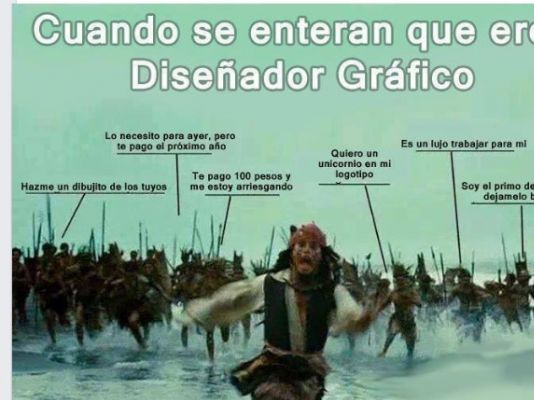 Cuando se enteran que ere
Diseñador Gráfico
Lo necesito para ayer, pero
te pago el próximo año
Es un lujo trabajar para mi
Quiero un
unicornio en mi
logotipo
Te pago 100 pesos y
me estoy arriesgando
Hazme un dibujito de los tuyos
Soy el primo de
dejamelo b